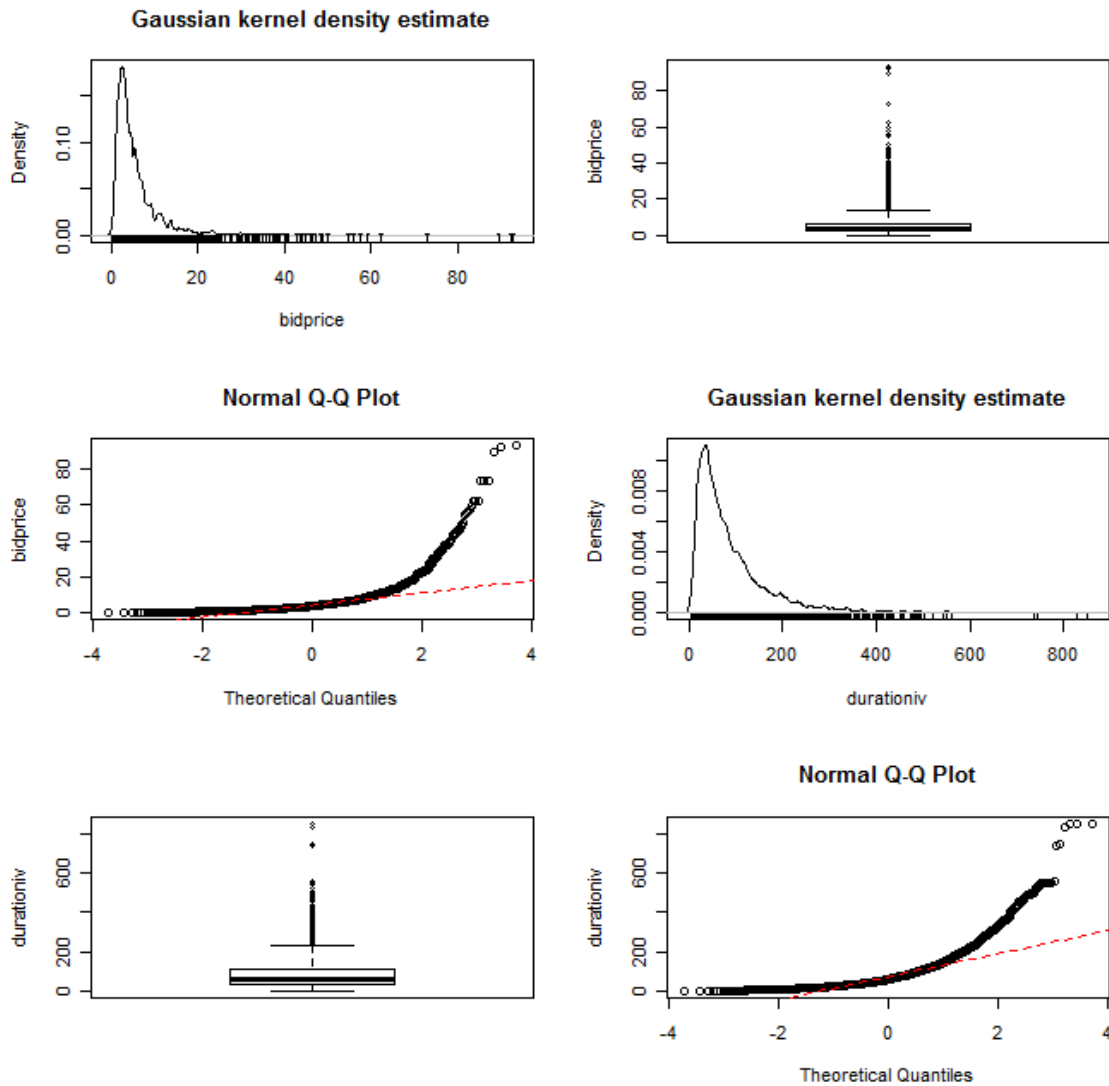 Gaussian kernel density estimate
Density
0.00
0.10
0
20
40
60
80
bidprice
bidprice
0
20
40
60
80
Normal Q-Q Plot
bidprice
0
20
40
60
80
-4
-2
0
2
4
Theoretical Quantiles
Gaussian kernel density estimate
Density
0.000
0.004
0.008
0
200
400
600
800
durationiv
durationiv
0
200
600
Normal Q-Q Plot
durationiv
0
200
600
-4
-2
0
2
4
Theoretical Quantiles